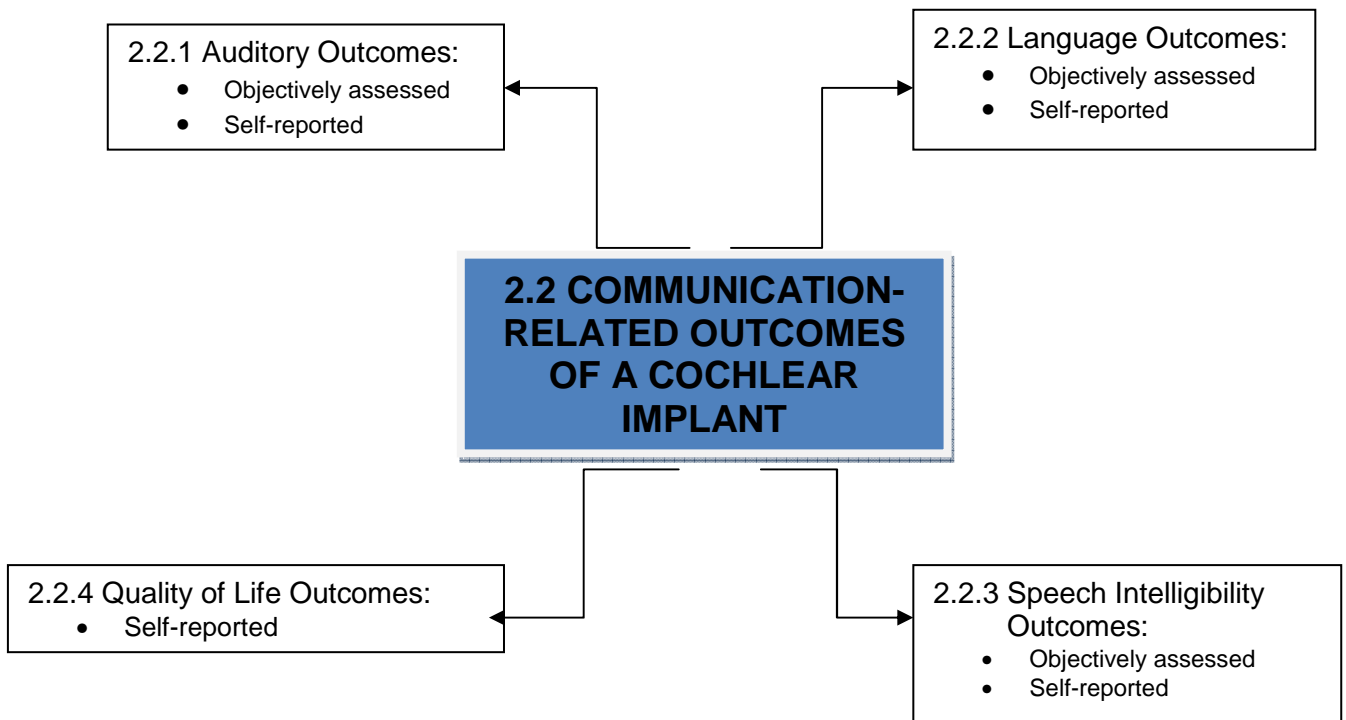 2.2.1 Auditory Outcomes:
• Objectively assessed
• Self-reported
2.2.2 Language Outcomes:
• Objectively assessed
• Self-reported
2.2 COMMUNICATION-
RELATED OUTCOMES
OF A COCHLEAR
IMPLANT
2.2.4 Quality of Life Outcomes:
• Self-reported
2.2.3 Speech Intelligibility
Outcomes:
• Objectively assessed
• Self-reported